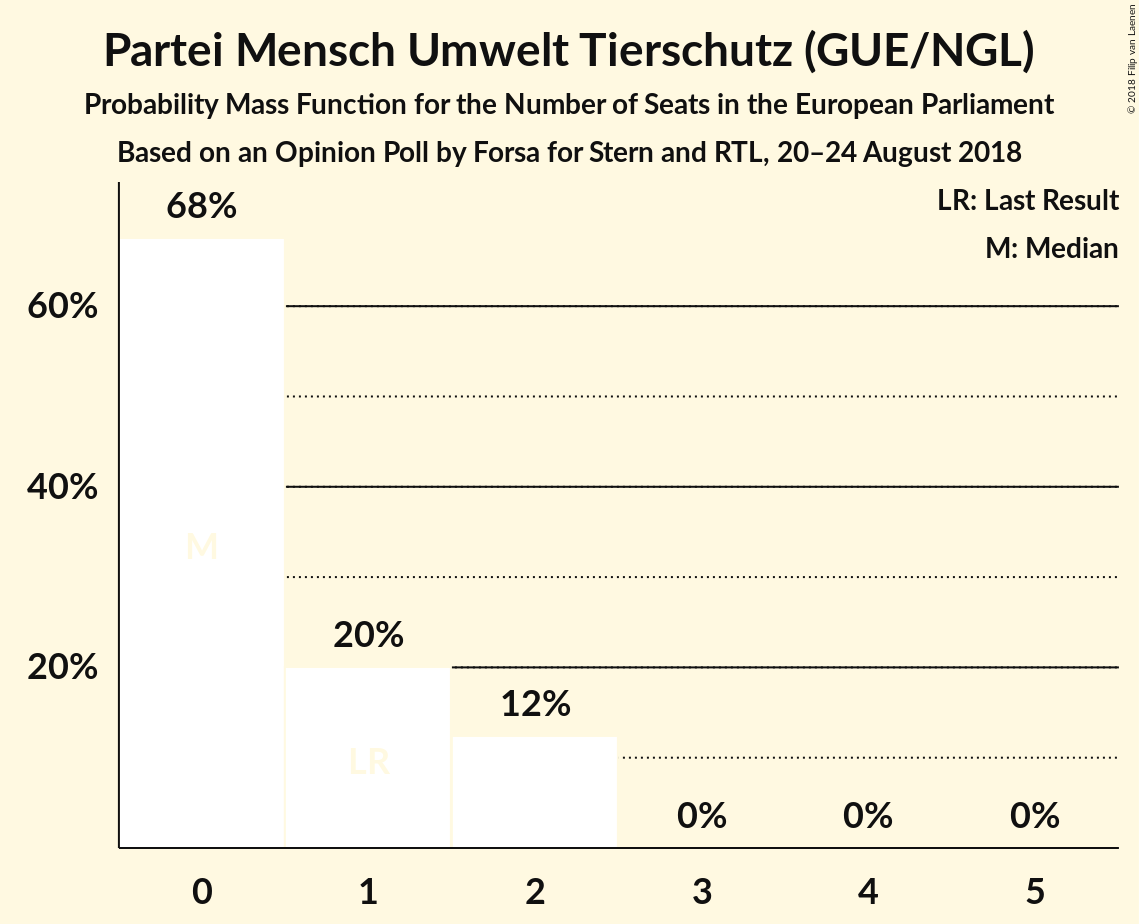 Partei Mensch Umwelt Tierschutz (GUE/NGL)
Probability Mass Function for the Number of Seats in the European Parliament
Based on an Opinion Poll by Forsa for Stern and RTL, 20–24 August 2018
© 2018 Filip van Laenen
LR: Last Result
M: Median
68%
60%
40%
M
20%
20%
12%
LR
0%
0%
0%
0
1
2
3
4
5